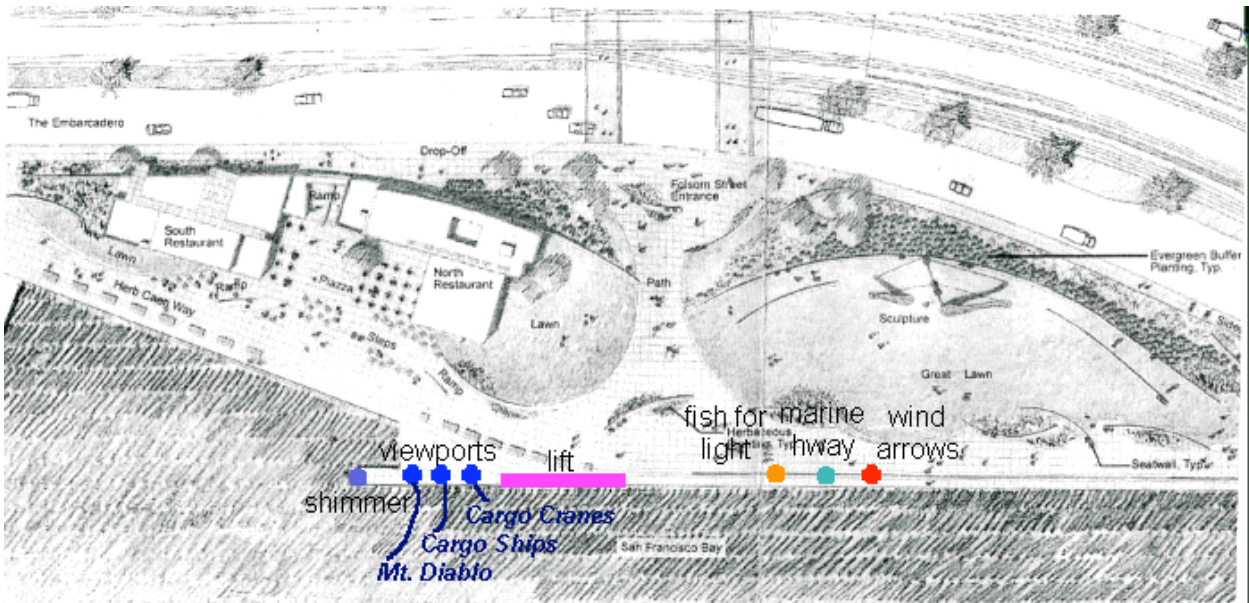 The Embarcadero
Drop-Off
Folsom Street
Entrance
Ramp
South
Restaurant
Evergreen Buffer
Planting, Typ.
Lawn
Ramp
Piazza
North
Restaurant
Path
Herb Caen Way
Sculpture
Lawn
Steps
Ramp
Great Lawn
fish for
light
marine
hway
wind
arrows
viewports
lift
Seatwall, Typ.
shimmer
Cargo Cranes
Cargo Ships
San Francisco Bay
Mt. Diablo